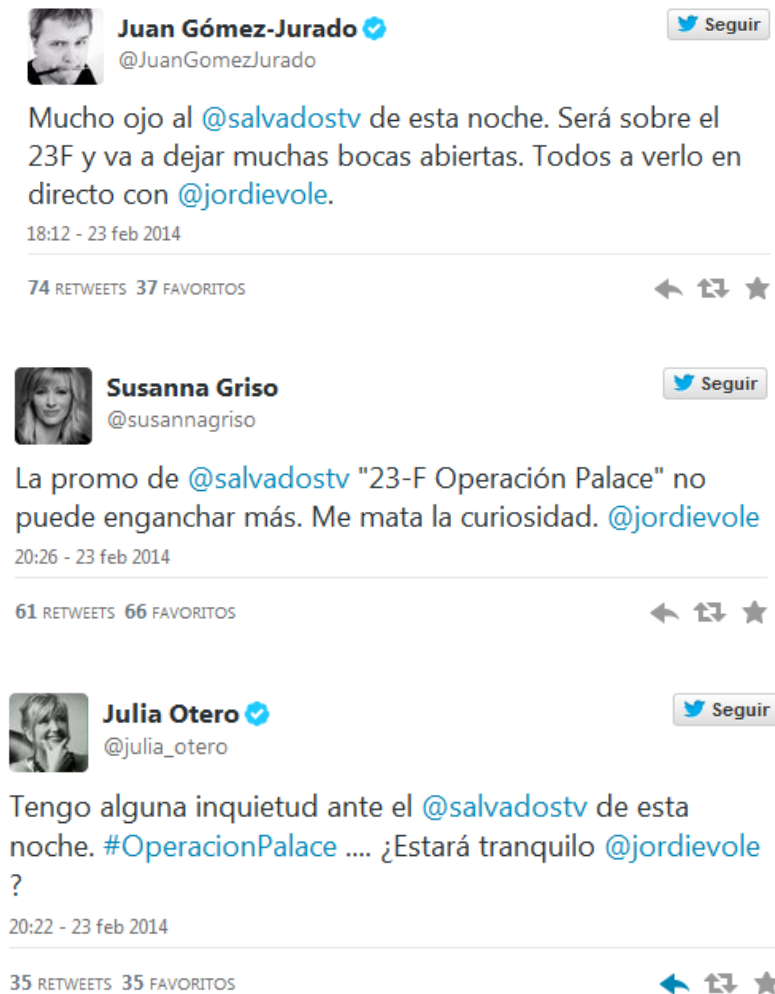 Juan Gómez-Jurado
Seguir
@JuanGomezJurado
Mucho ojo al @salvadostv de esta noche. Será sobre el
23F y va a dejar muchas bocas abiertas. Todos a verlo en
directo con @jordievole.
18:12 - 23 feb 2014
74 RETWEETS 37 FAVORITOS
Susanna Griso
Seguir
@susannagriso
La promo de @salvadostv "23-F Operación Palace" no
puede enganchar más. Me mata la curiosidad. @jordievole
20:26 - 23 feb 2014
61 RETWEETS 66 FAVORITOS
Julia Otero
Seguir
@julia_otero
Tengo alguna inquietud ante el @salvadostv de esta
noche. #OperacionPalace .... ¿Estará tranquilo @jordievole
?
20:22 - 23 feb 2014
35 RETWEETS 35 FAVORITOS